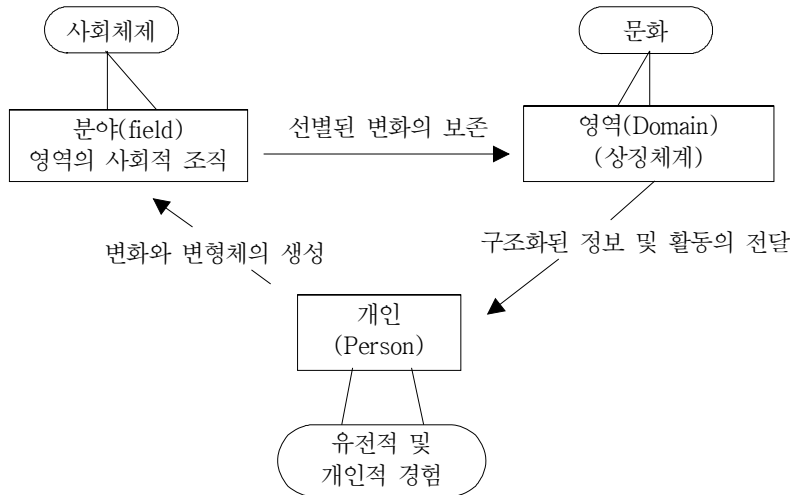 사회체제
문화
분야(field)
영역의 사회적 조직
선별된 변화의 보존
영역(Domain)
(상징체계)
변화와 변형체의 생성
구조화된 정보 및 활동의 전달
개인
(Person)
유전적 및
개인적 경험